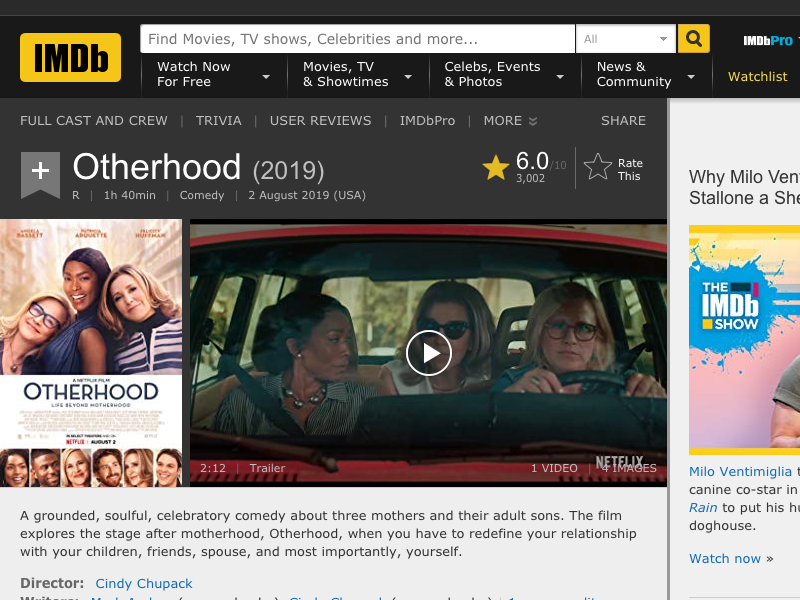 IMDb
Find Movies, TV shows, Celebrities and more...
All
IMDbPro
Watch Now
For Free
Movies, TV
& Showtimes
Celebs, Events
& Photos
News &
Community
Watchlist
FULL CAST AND CREW | TRIVIA | USER REVIEWS | IMDbPro | MORE
SHARE
+ Otherhood (2019)
R | 1h 40min | Comedy | 2 August 2019 (USA)
6.0/10
3,002
Rate
This
ANGELA BASSETT
PATRICIA ARQUETTE
FELICITY HUFFMAN
A NETFLIX FILM
OTHERHOOD
LIFE BEYOND MOTHERHOOD
IN SELECT THEATERS AND ON
NETFLIX | AUGUST 2
NETFLIX
2:12 | Trailer
1 VIDEO | 4 IMAGES
A grounded, soulful, celebratory comedy about three mothers and their adult sons. The film
explores the stage after motherhood, Otherhood, when you have to redefine your relationship
with your children, friends, spouse, and most importantly, yourself.
Director: Cindy Chupack
Why Milo Ven
Stallone a She
THE
IMDb
SHOW
Milo Ventimiglia t
canine co-star in
Rain to put his hu
doghouse.
Watch now »